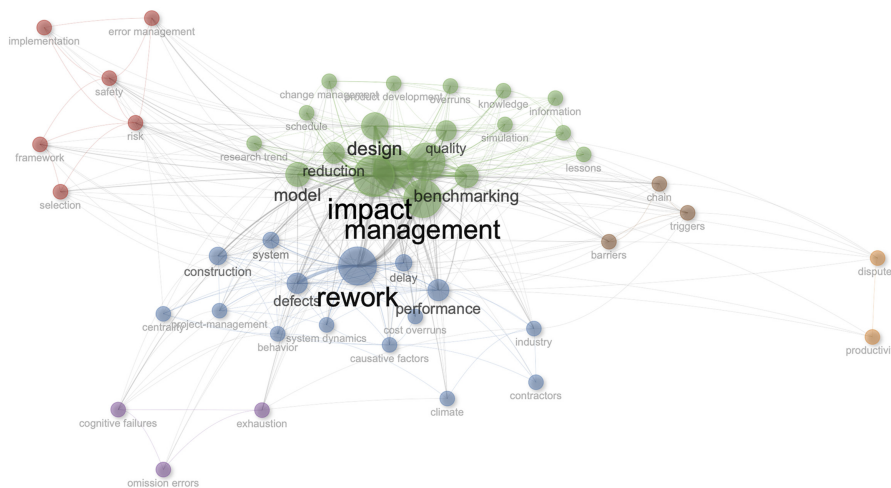 error management
implementation
safety
change management
product development
overruns
knowledge
information
schedule
risk
simulation
design
quality
research trend
framework
lessons
reduction
model
benchmarking
selection
chain
impact
triggers
management
system
barriers
construction
dispute
delay
defects
rework
performance
centrality
project-management
cost overruns
behavior
system dynamics
industry
productivi
causative factors
contractors
climate
cognitive failures
exhaustion
omission errors